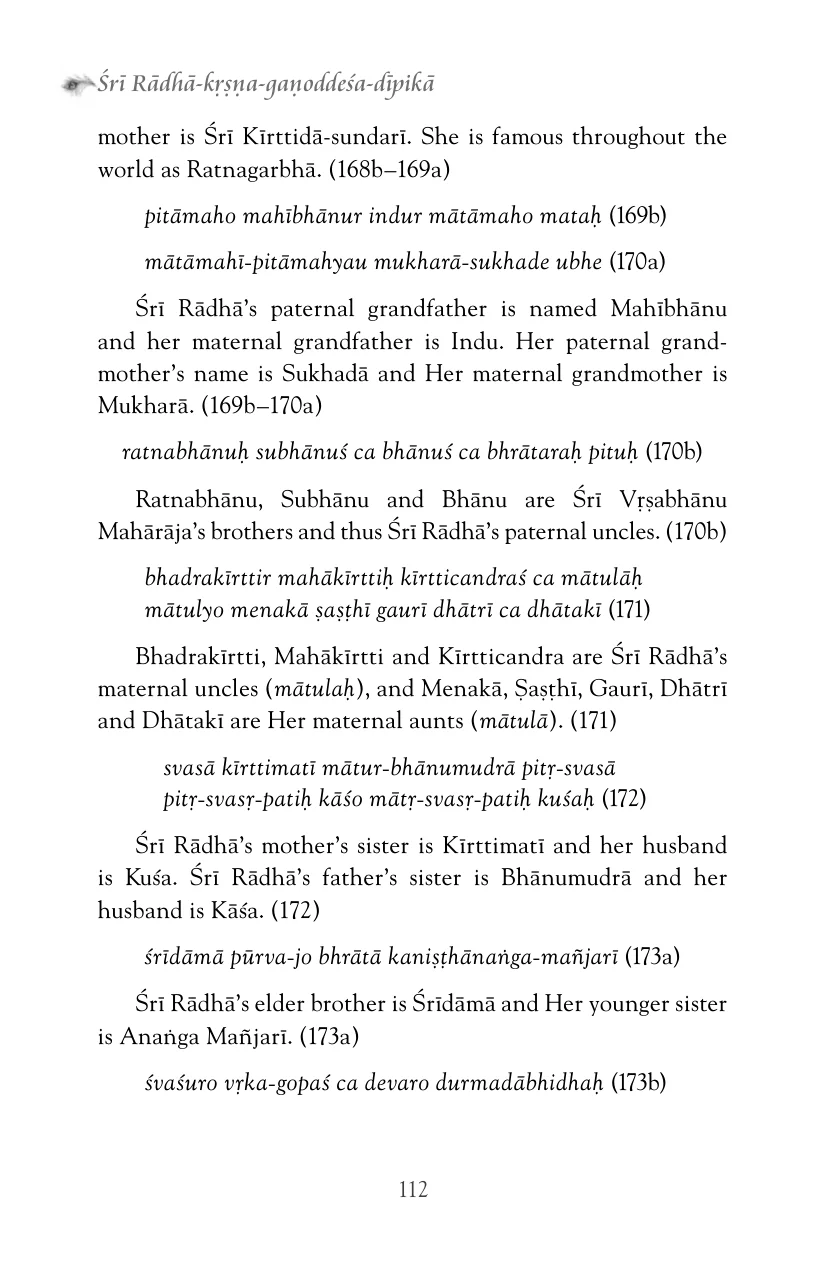 Śrī Rādhā-kṛṣṇa-gaṇoddeśa-dīpikā
mother is Śrī Kīrttidā-sundarī. She is famous throughout the
world as Ratnagarbhā. (168b–169a)
pitāmaho mahībhānur indur mātāmaho mataḥ (169b)
mātāmahī-pitāmahyau mukharā-sukhade ubhe (170a)
Śrī Rādhā’s paternal grandfather is named Mahībhānu
and her maternal grandfather is Indu. Her paternal grand-
mother’s name is Sukhadā and Her maternal grandmother is
Mukharā. (169b–170a)
ratnabhānuḥ subhānuś ca bhānuś ca bhrātaraḥ pituḥ (170b)
Ratnabhānu, Subhānu and Bhānu are Śrī Vṛṣabhānu
Mahārāja’s brothers and thus Śrī Rādhā’s paternal uncles. (170b)
bhadrakīrttir mahākīrttiḥ kīrtticandraś ca mātulāḥ
mātulyo menakā ṣaṣṭhī gaurī dhātrī ca dhātakī (171)
Bhadrakīrtti, Mahākīrtti and Kīrtticandra are Śrī Rādhā’s
maternal uncles (mātulaḥ), and Menakā, Ṣaṣṭhī, Gaurī, Dhātrī
and Dhātakī are Her maternal aunts (mātulā). (171)
svasā kīrttimatī mātur-bhānumudrā pitṛ-svasā
pitṛ-svasṛ-patiḥ kāśo mātṛ-svasṛ-patiḥ kuśaḥ (172)
Śrī Rādhā’s mother’s sister is Kīrttimatī and her husband
is Kuśa. Śrī Rādhā’s father’s sister is Bhānumudrā and her
husband is Kāśa. (172)
śrīdāmā pūrva-jo bhrātā kaniṣṭhānaṅga-mañjarī (173a)
Śrī Rādhā’s elder brother is Śrīdāmā and Her younger sister
is Anaṅga Mañjarī. (173a)
śvaśuro vṛka-gopaś ca devaro durmadābhidhaḥ (173b)
112